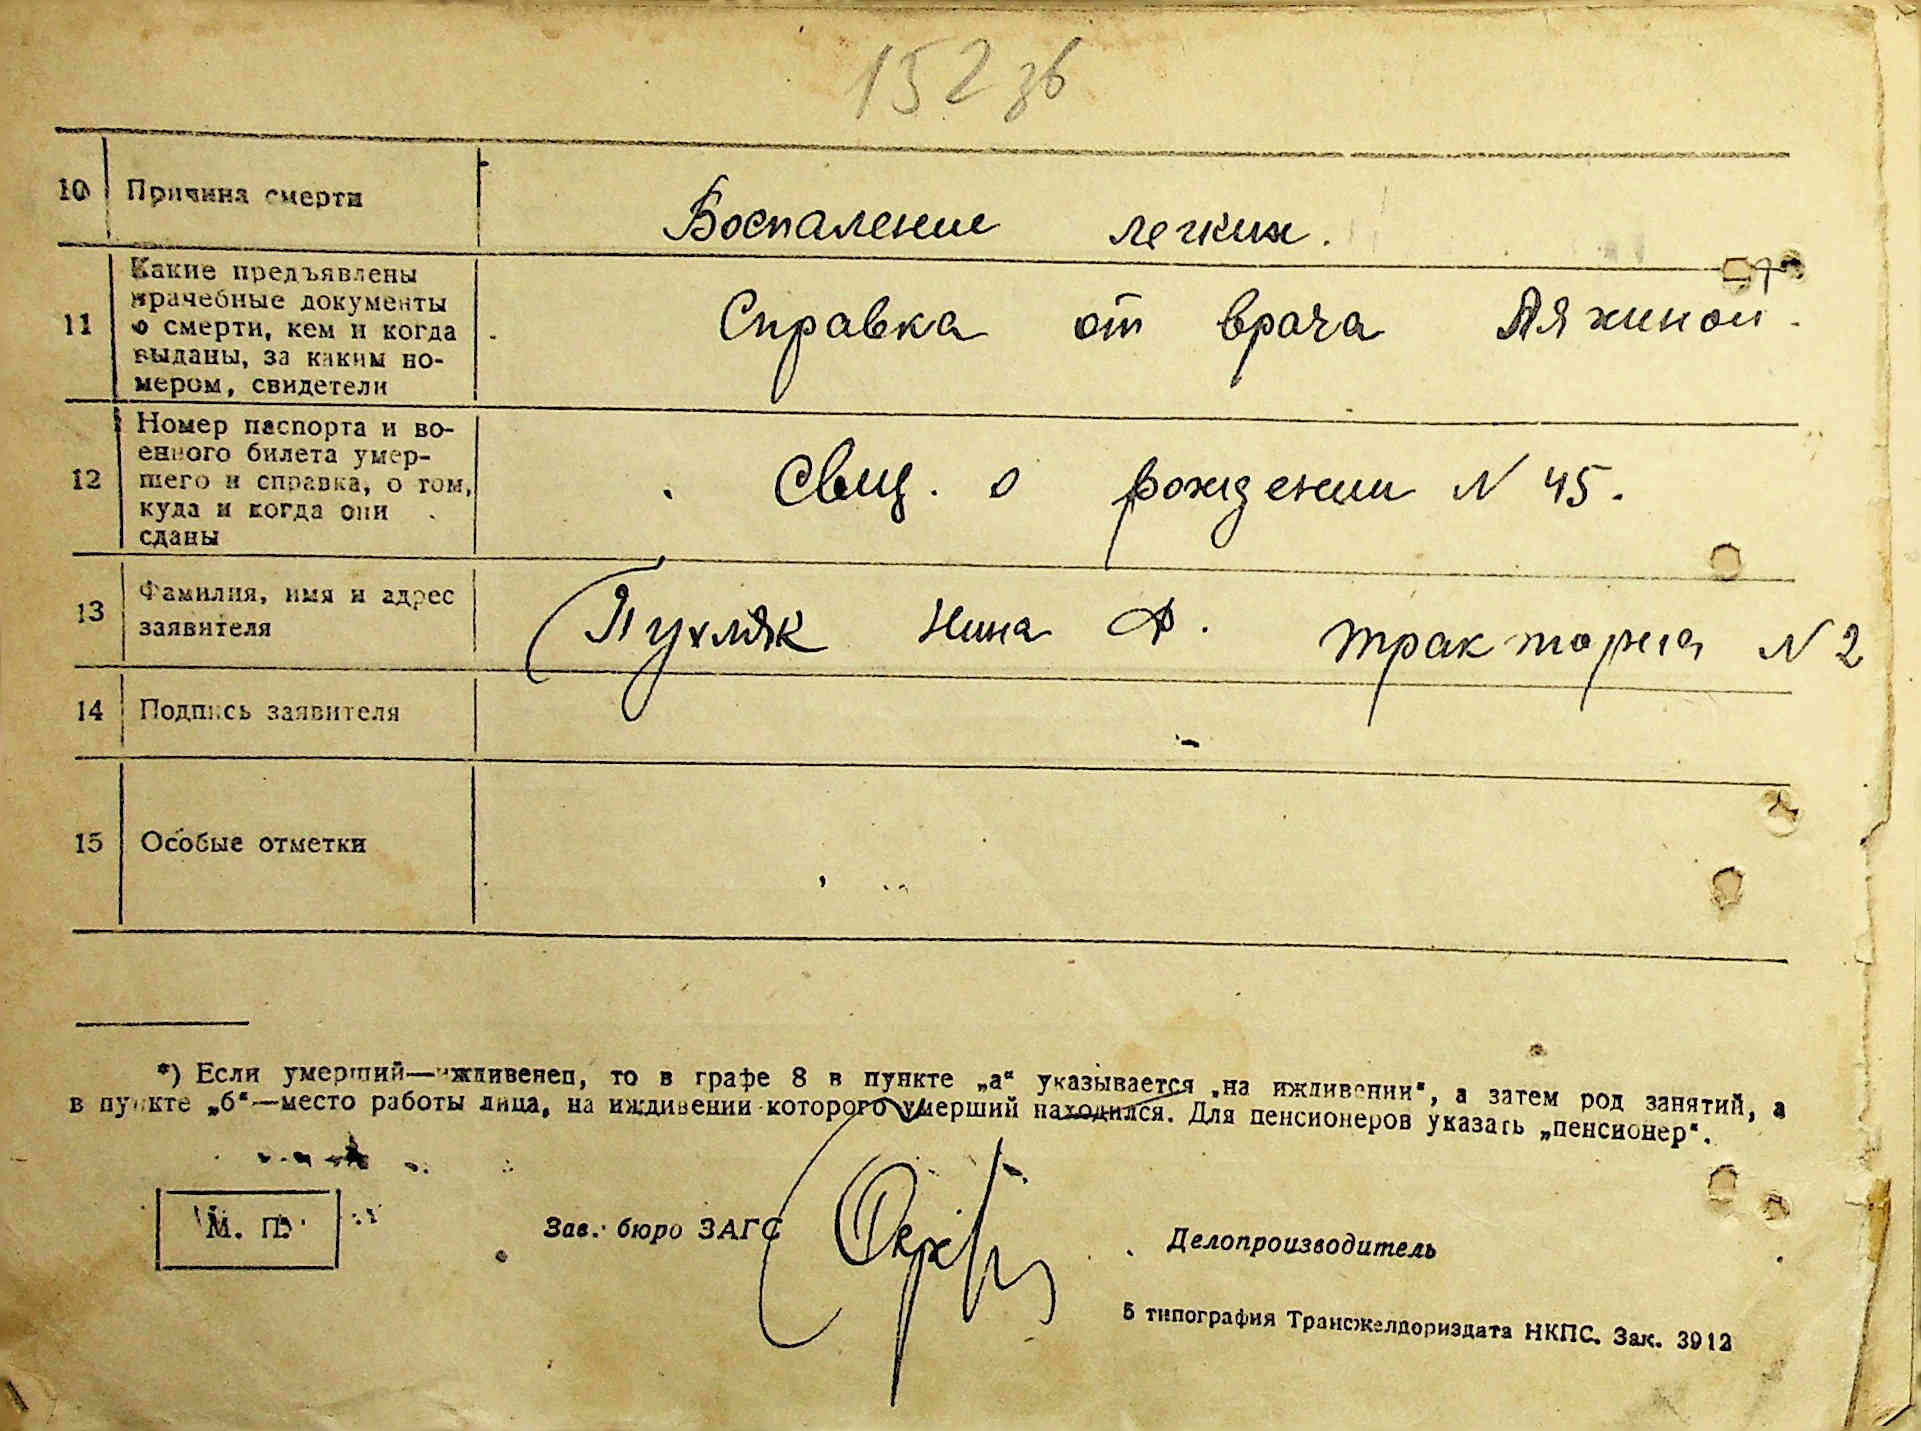 152 зв
10 Причина смерти Воспаление легких.
11 Какие предъявлены
врачебные документы
о смерти, кем и когда
выданы, за каким но-
мером, свидетели
Справка от врача Ляхиной.
12 Номер паспорта и во-
енного билета умер-
шего и справка, о том,
куда и когда они
сданы
Свид. о рождении N 45.
13 Фамилия, имя и адрес
заявителя
Пухляк Нина Ф. тракторная N 2
14 Подпись заявителя
15 Особые отметки
*) Если умерший—иждивенец, то в графе 8 в пункте „а“ указывается „на иждивении“, а затем род занятий, а
в пункте „б“—место работы лица, на иждивении которого умерший находился. Для пенсионеров указать „пенсионер“.
М. П.
Зав. бюро ЗАГС
Делопроизводитель
5 типография Трансжелдориздата НКПС. Зак. 3912